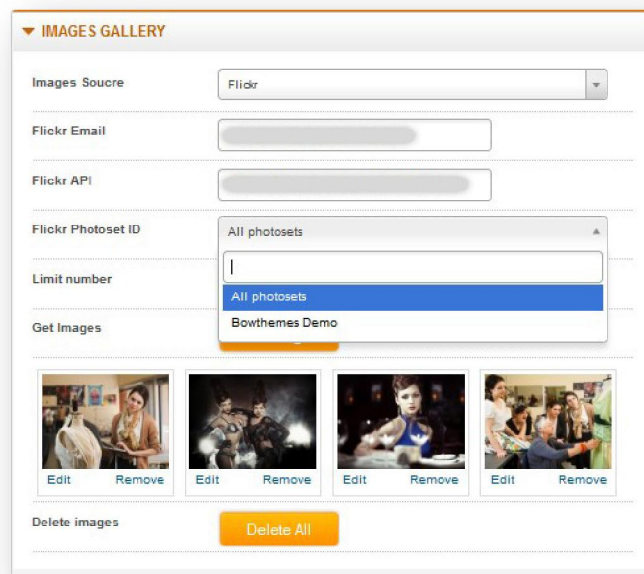 IMAGES GALLERY
Images Soucre
Flickr
Flickr Email
Flickr API
Flickr Photoset ID
All photosets
Limit number
All photosets
Bowthemes Demo
Get Images
Edit Remove Edit Remove Edit Remove Edit Remove
Delete images
Delete All